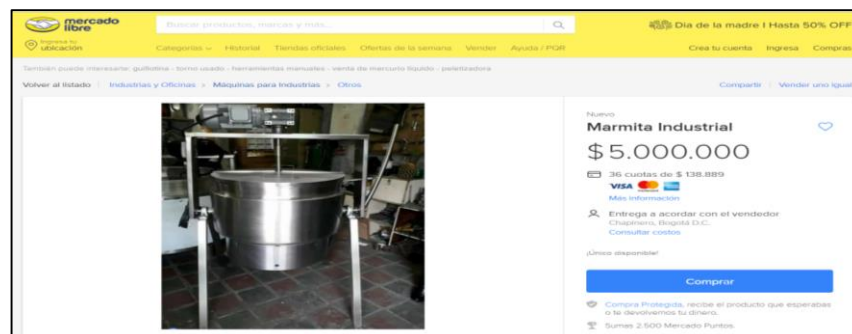 mercado
libre
Buscar productos, marcas y más...
Día de la madre I Hasta 50% OFF
Ingresa tu
ubicación
Categorías
Historial
Tiendas oficiales
Ofertas de la semana
Vender
Ayuda / PQR
Crea tu cuenta
Ingresa
Compras
También puede interesarte: guillotina - torno usado - herramientas manuales - venta de mercurio líquido - peletizadora
Volver al listado
Industrias y Oficinas > Máquinas para Industrias > Otros
Compartir
Vender uno igual
Nuevo
Marmita Industrial
$ 5.000.000
36 cuotas de $ 138.889
VISA
Más información
Entrega a acordar con el vendedor
Chapinero, Bogotá D.C.
Consultar costos
¡Único disponible!
Comprar
Compra Protegida, recibe el producto que esperabas
o te devolvemos tu dinero.
Sumas 2.500 Mercado Puntos.